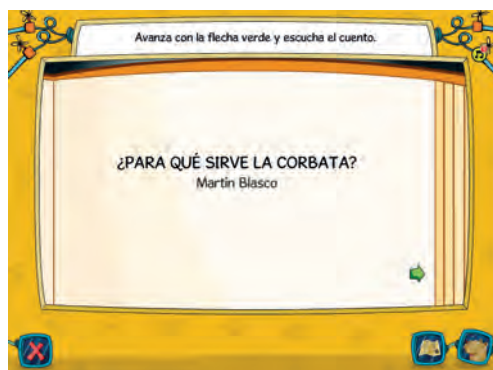 Avanza con la flecha verde y escucha el cuento.
¿PARA QUÉ SIRVE LA CORBATA?
Martín Blasco